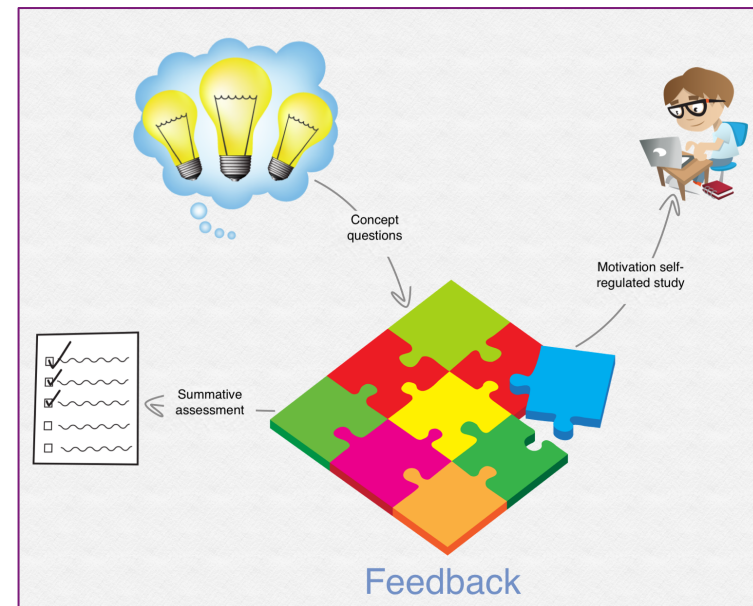 Concept
questions
Motivation self-
regulated study
Summative
assessment
Feedback